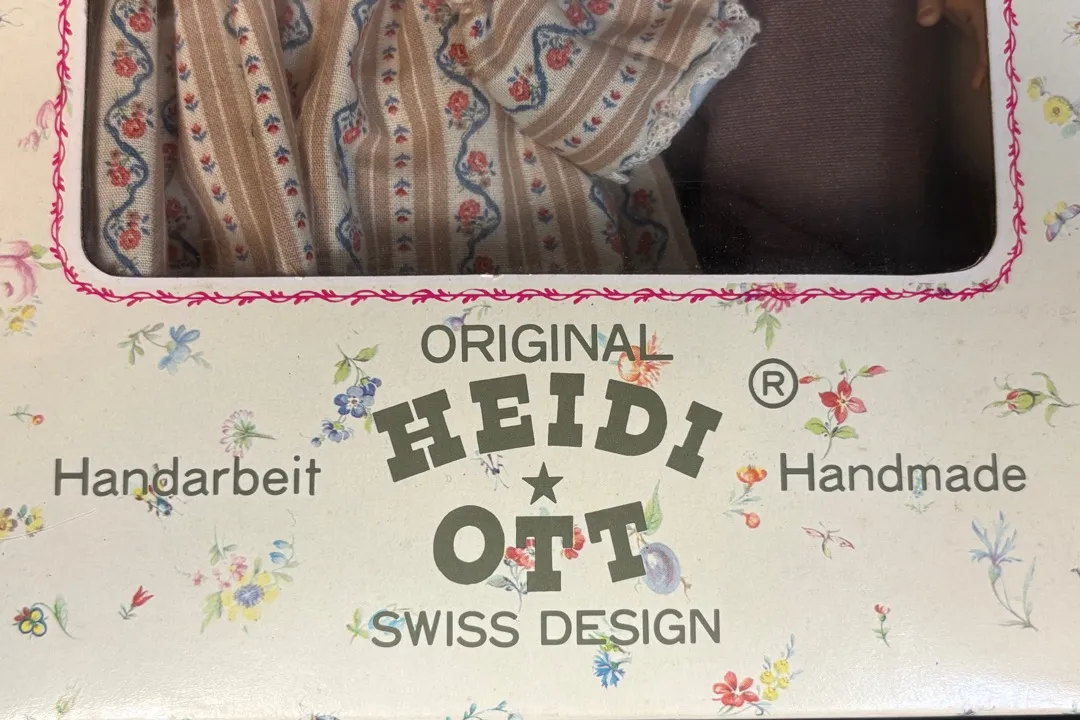 ORIGINAL
HEIDI ®
Handarbeit ★ Handmade
OTT
SWISS DESIGN